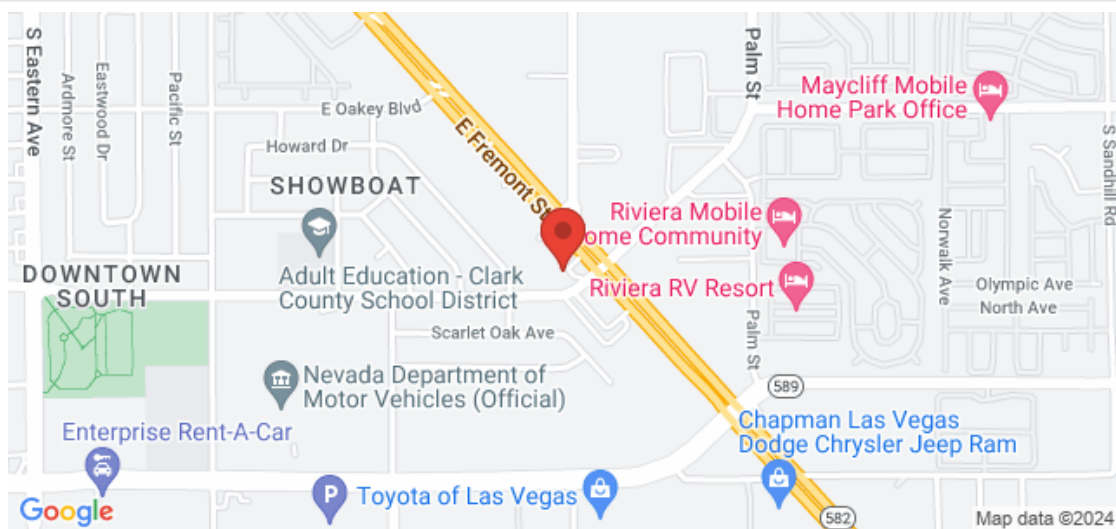 S Eastern Ave
Ardmore St
Eastwood Dr
Pacific St
E Oakey Blvd
Howard Dr
SHOWBOAT
E Fremont St
Palm St
Maycliff Mobile
Home Park Office
S Sandhill Rd
Riviera Mobile
ome Community
Norwalk Ave
DOWNTOWN
SOUTH
Adult Education - Clark
County School District
Riviera RV Resort
Olympic Ave
North Ave
Scarlet Oak Ave
Palm St
Nevada Department of
Motor Vehicles (Official)
589
Enterprise Rent-A-Car
Chapman Las Vegas
Dodge Chrysler Jeep Ram
P
Toyota of Las Vegas
582
Google
Map data ©2024